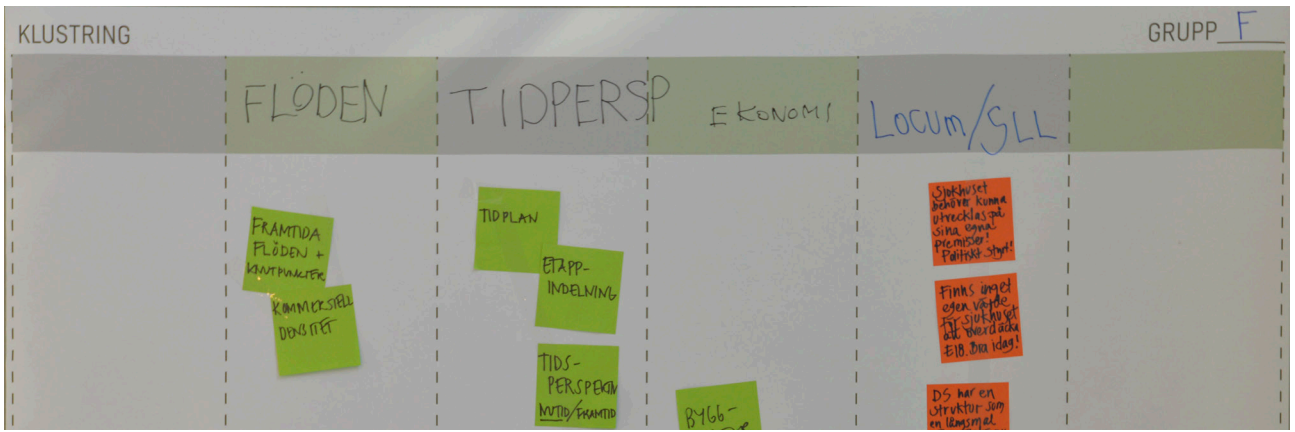 KLUSTRING
GRUPP F
FLÖDEN
TIDPERSP
EKONOMI
LOCUM/SLL
FRAMTIDA
FLÖDEN +
KNUTPUNKTER
KOMMERSIELL
DENSITET
TIDPLAN
ETAPP-
INDELNING
TIDS-
PERSPEKTIV
NUTID/FRAMTID
BYGG-
Sjukhuset
behöver kunna
utvecklas på
sina egna
premisser!
Politiskt styrt!
Finns inget
egen värde
för sjukhuset
att överdäcka
E18. Bra idag!
DS har en
struktur som
en långsmal